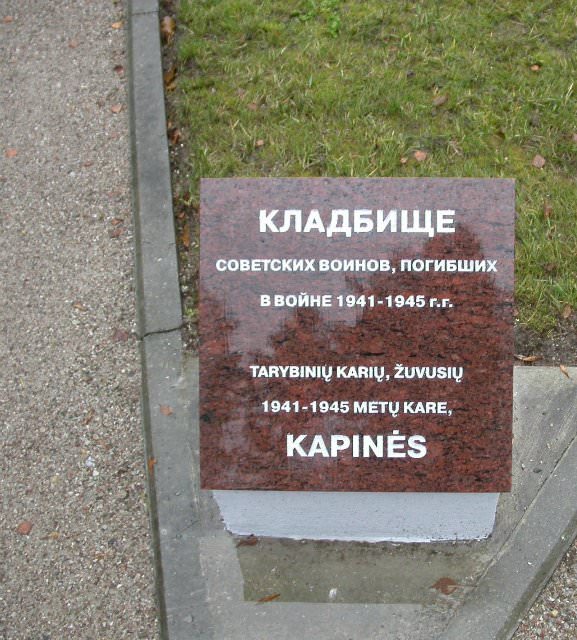 КЛАДБИЩЕ
СОВЕТСКИХ ВОИНОВ, ПОГИБШИХ
В ВОЙНЕ 1941-1945 г.г.
TARYBINIŲ KARIŲ, ŽUVUSIŲ
1941-1945 METŲ KARE,
KAPINĖS